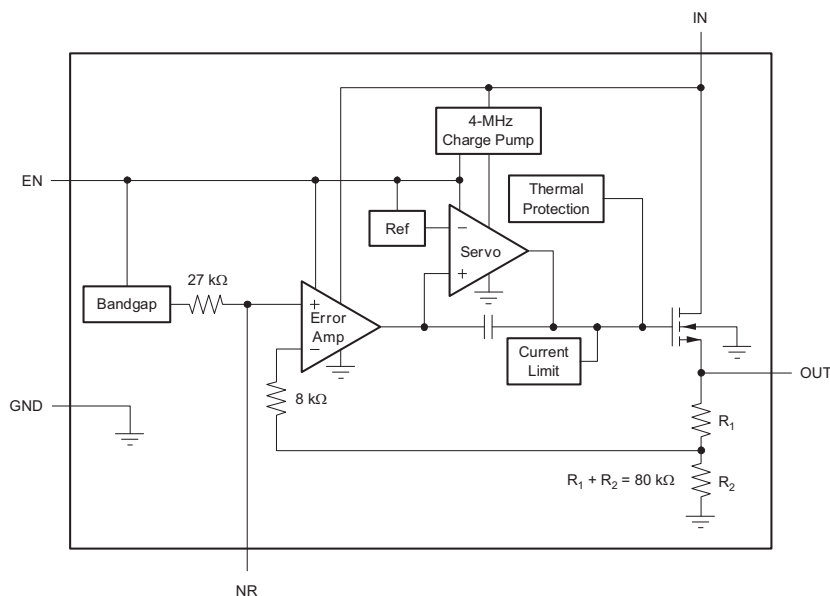 IN
4-MHz
Charge Pump
EN
Thermal
Protection
Ref
−
Servo
+
27 kΩ
Bandgap
+
Error
Amp
−
Current
Limit
OUT
GND
8 kΩ
R1
R1 + R2 = 80 kΩ
R2
NR